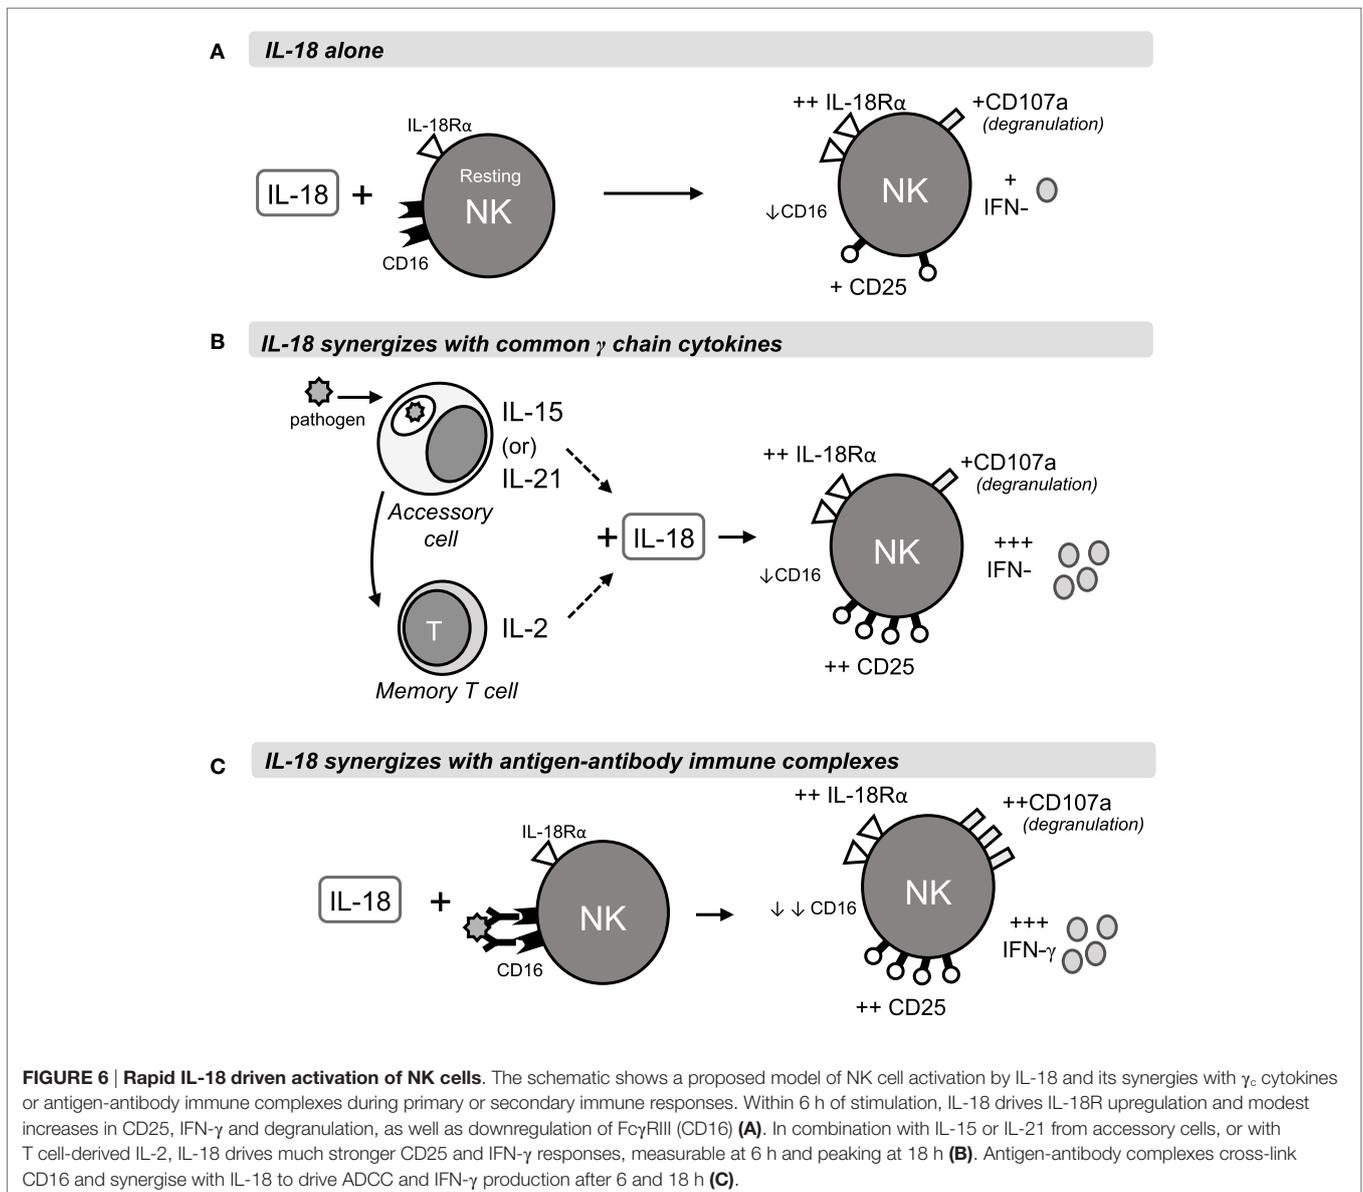 A IL-18 alone
IL-18Rα
Resting
NK
IL-18 +
CD16
++ IL-18Rα
+CD107a
(degranulation)
NK
+
IFN-
↓CD16
+ CD25
B IL-18 synergizes with common γ chain cytokines
pathogen
IL-15
(or)
IL-21
Accessory
cell
+ IL-18
T
IL-2
Memory T cell
++ IL-18Rα
+CD107a
(degranulation)
NK
+++
IFN-
↓CD16
++ CD25
C IL-18 synergizes with antigen-antibody immune complexes
IL-18Rα
IL-18 +
NK
CD16
++ IL-18Rα
++CD107a
(degranulation)
NK
↓ ↓ CD16
+++
IFN-γ
++ CD25
FIGURE 6 | Rapid IL-18 driven activation of NK cells. The schematic shows a proposed model of NK cell activation by IL-18 and its synergies with γc cytokines
or antigen-antibody immune complexes during primary or secondary immune responses. Within 6 h of stimulation, IL-18 drives IL-18R upregulation and modest
increases in CD25, IFN-γ and degranulation, as well as downregulation of FcγRIII (CD16) (A). In combination with IL-15 or IL-21 from accessory cells, or with
T cell-derived IL-2, IL-18 drives much stronger CD25 and IFN-γ responses, measurable at 6 h and peaking at 18 h (B). Antigen-antibody complexes cross-link
CD16 and synergise with IL-18 to drive ADCC and IFN-γ production after 6 and 18 h (C).